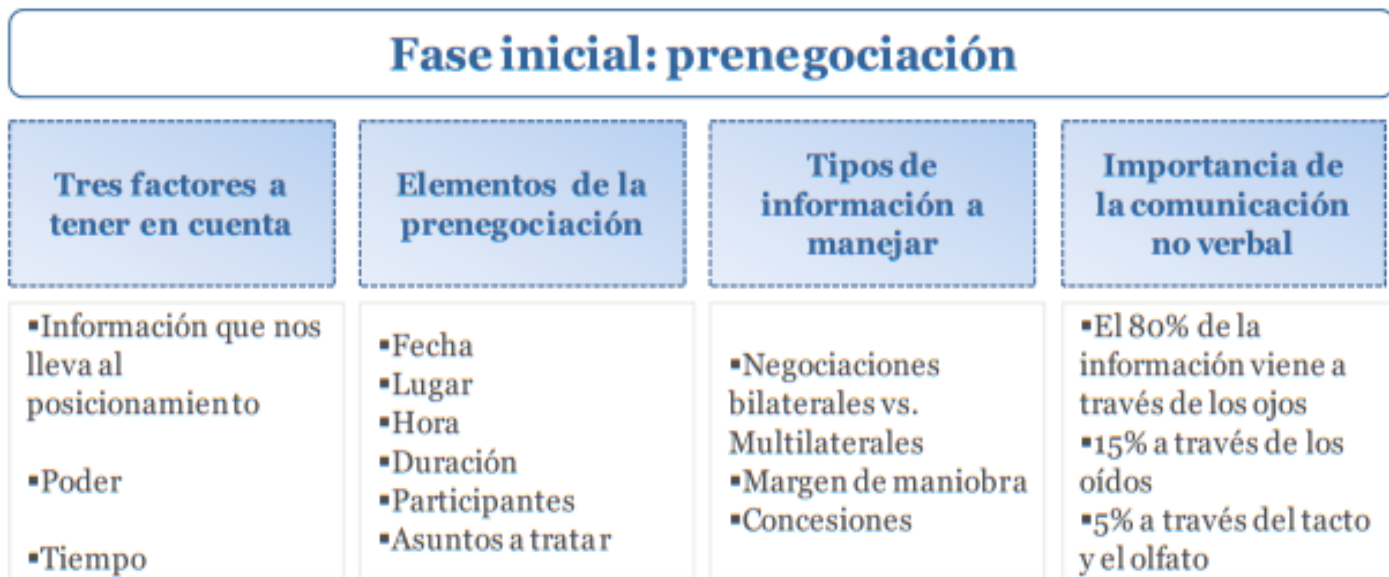 Fase inicial: prenegociación
Tres factores a
tener en cuenta
▪Información que nos
lleva al
posicionamiento
▪Poder
▪Tiempo
Elementos de la
prenegociación
▪Fecha
▪Lugar
▪Hora
▪Duración
▪Participantes
▪Asuntos a tratar
Tipos de
información a
manejar
▪Negociaciones
bilaterales vs.
Multilaterales
▪Margen de maniobra
▪Concesiones
Importancia de
la comunicación
no verbal
▪El 80% de la
información viene a
través de los ojos
▪15% a través de los
oídos
▪5% a través del tacto
y el olfato